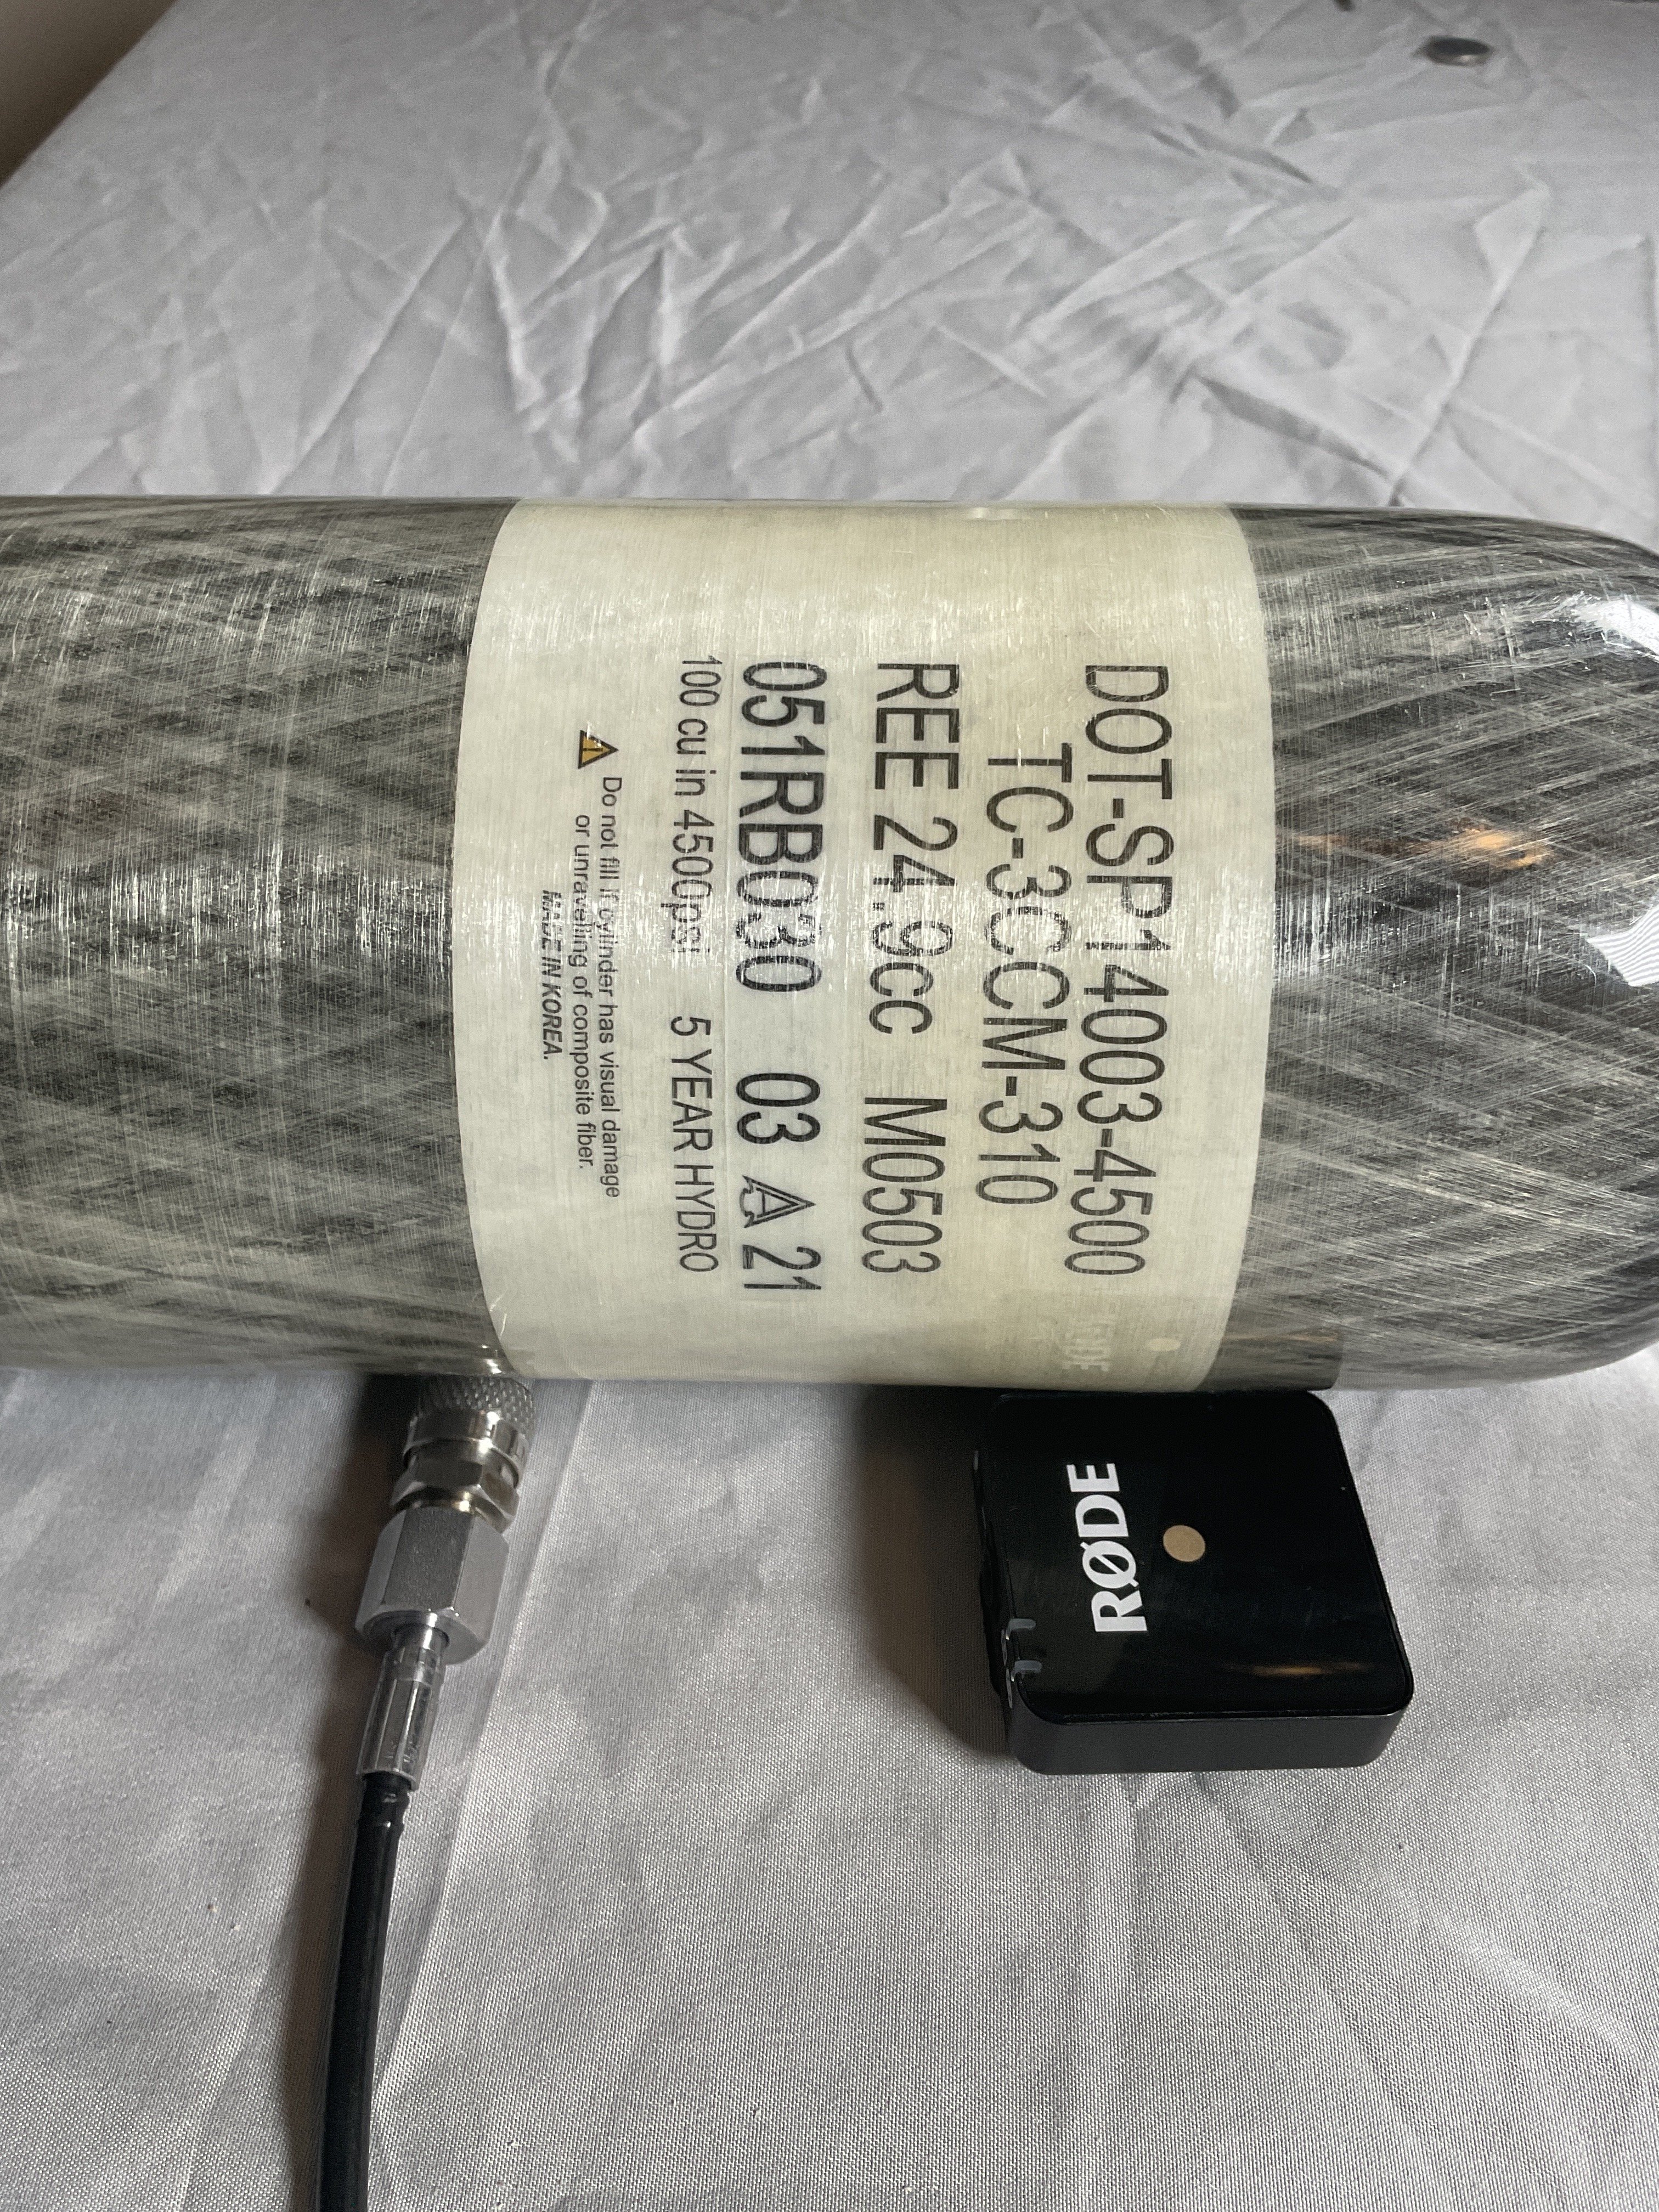 DOT-SP14003-4500
TC-3CCM-310
REE 24.9cc M0503
051RB030 03 A 21
100 cu in 4500psi 5 YEAR HYDRO
⚠ Do not fill if cylinder has visual damage
or unraveling of composite fiber.
MADE IN KOREA.
RØDE